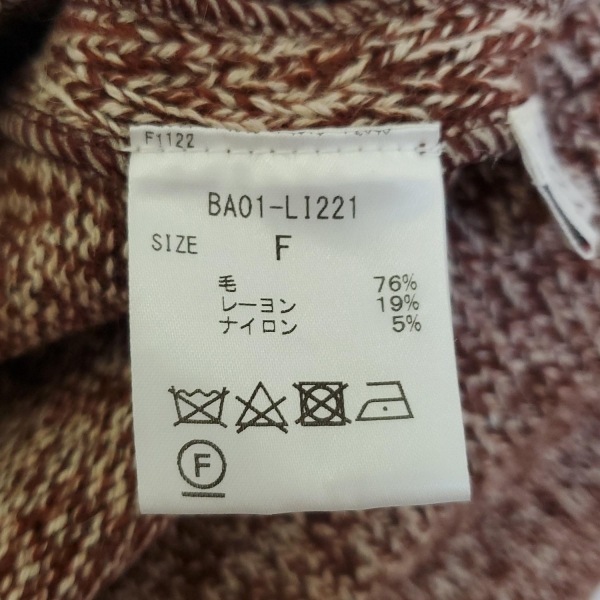 F1122
BA01-LI221
SIZE F
毛 76%
レーヨン 19%
ナイロン 5%
F